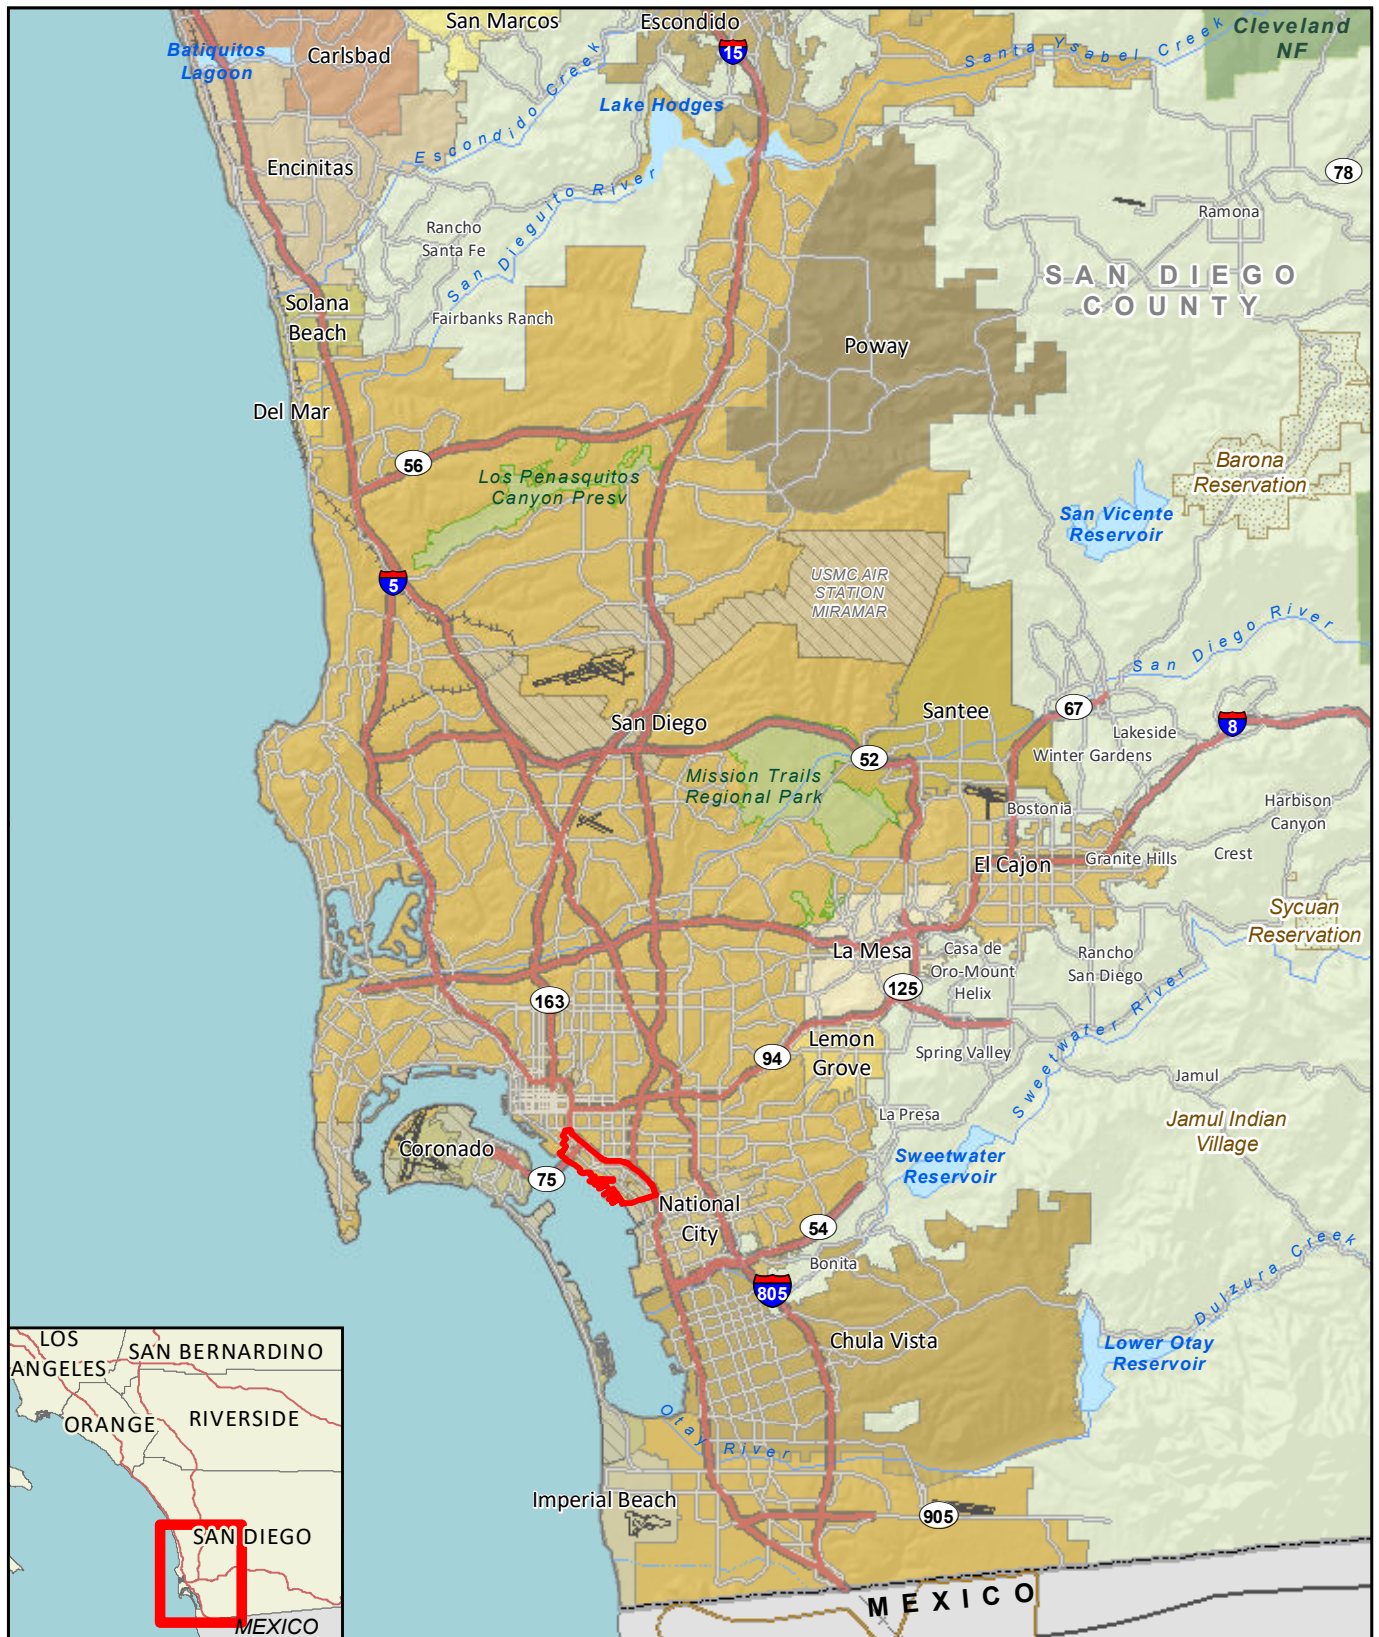 San Marcos
Escondido
Cleveland
NF
Batiquitos
Lagoon
Carlsbad
15
Santa Ysabel Creek
Escondido Creek
Lake Hodges
Encinitas
78
San Dieguito River
Rancho
Santa Fe
Ramona
SAN DIEGO
COUNTY
Solana
Beach
Fairbanks Ranch
Poway
Del Mar
56
Los Penasquitos
Canyon Presv
Barona
Reservation
San Vicente
Reservoir
5
USMC AIR
STATION
MIRAMAR
San Diego River
San Diego
Santee
67
8
Lakeside
Winter Gardens
52
Mission Trails
Regional Park
Bostonia
Harbison
Canyon
El Cajon
Granite Hills
Crest
Sycuan
Reservation
La Mesa
Casa de
Oro-Mount
Helix
Rancho
San Diego
125
163
Sweetwater River
Lemon
Grove
94
Spring Valley
Jamul
La Presa
Jamul Indian
Village
Coronado
75
Sweetwater
Reservoir
National
City
54
Bonita
805
Dulzura Creek
Chula Vista
Lower Otay
Reservoir
Otay River
Imperial Beach
905
MEXICO
LOS
ANGELES
SAN BERNARDINO
ORANGE
RIVERSIDE
SAN DIEGO
MEXICO